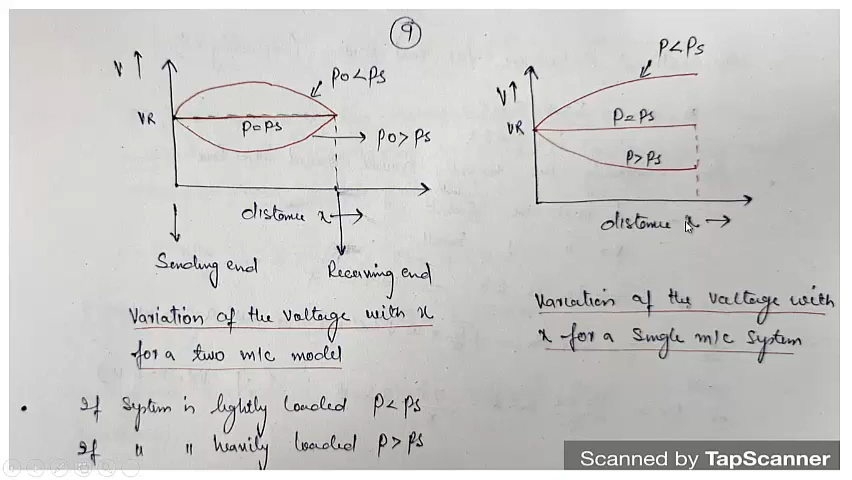 9
V ↑
P0 < Ps
VR
P = Ps
P0 > Ps
distance x →
Sending end
Receiving end
Variation of the voltage with x
for a two m/c model
P < Ps
V ↑
P = Ps
VR
P > Ps
distance x →
Variation of the voltage with
x for a single m/c system
• If System is lightly loaded P < Ps
If " " heavily loaded P > Ps
Scanned by TapScanner